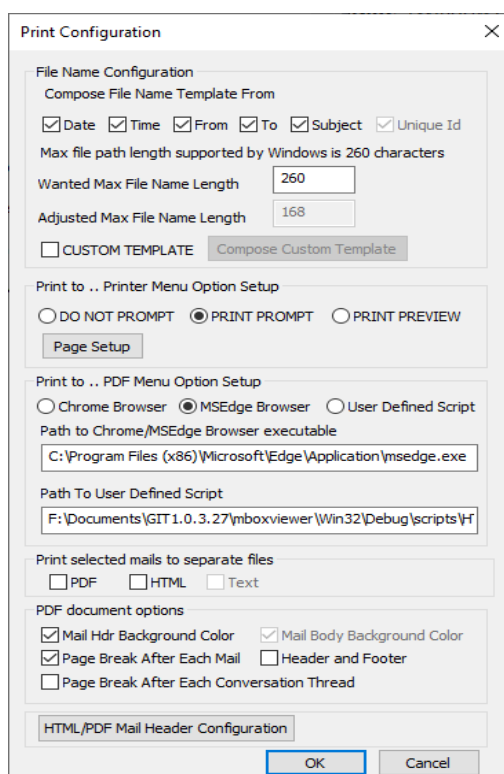 Print Configuration
File Name Configuration
Compose File Name Template From
Date Time From To Subject Unique Id
Max file path length supported by Windows is 260 characters
Wanted Max File Name Length 260
Adjusted Max File Name Length 168
CUSTOM TEMPLATE Compose Custom Template
Print to .. Printer Menu Option Setup
DO NOT PROMPT PRINT PROMPT PRINT PREVIEW
Page Setup
Print to .. PDF Menu Option Setup
Chrome Browser MSEdge Browser User Defined Script
Path to Chrome/MSEdge Browser executable
C:\Program Files (x86)\Microsoft\Edge\Application\msedge.exe
Path To User Defined Script
F:\Documents\GIT1.0.3.27\mboxviewer\Win32\Debug\scripts\H
Print selected mails to separate files
PDF HTML Text
PDF document options
Mail Hdr Background Color Mail Body Background Color
Page Break After Each Mail Header and Footer
Page Break After Each Conversation Thread
HTML/PDF Mail Header Configuration
OK Cancel